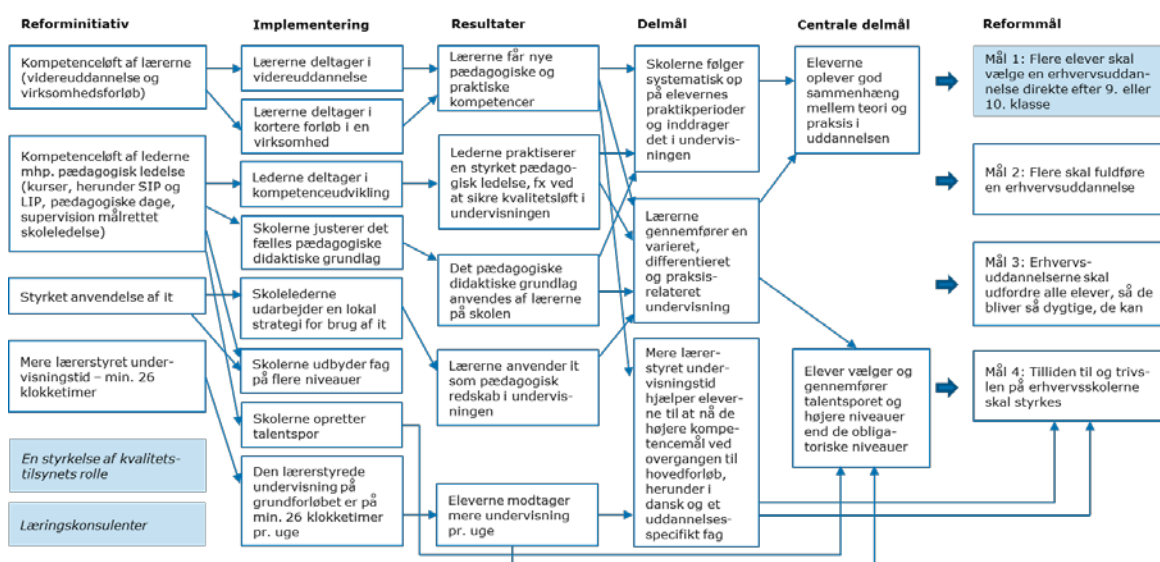 Reforminitiativ
Implementering
Resultater
Delmål
Centrale delmål
Reformmål
Kompetenceløft af lærerne
(videreuddannelse og
virksomhedsforløb)
Kompetenceløft af lederne
mhp. pædagogisk ledelse
(kurser, herunder SIP og
LIP, pædagogiske dage,
supervision målrettet
skoleledelse)
Styrket anvendelse af it
Mere lærerstyret under-
visningstid – min. 26
klokketimer
En styrkelse af kvalitets-
tilsynets rolle
Læringskonsulenter
Lærerne deltager i
videreuddannelse
Lærerne deltager i
kortere forløb i en
virksomhed
Lederne deltager i
kompetenceudvikling
Skolerne justerer det
fælles pædagogiske
didaktiske grundlag
Skolelederne
udarbejder en lokal
strategi for brug af it
Skolerne udbyder fag
på flere niveauer
Skolerne opretter
talentspor
Den lærerstyrede
undervisning på
grundforløbet er på
min. 26 klokketimer
pr. uge
Lærerne får nye
pædagogiske og
praktiske
kompetencer
Lederne praktiserer
en styrket pædagog-
isk ledelse, fx ved
at sikre kvalitetsløft i
undervisningen
Det pædagogiske
didaktiske grundlag
anvendes af lærerne
på skolen
Lærerne anvender it
som pædagogisk
redskab i undervis-
ningen
Eleverne modtager
mere undervisning
pr. uge
Skolerne følger
systematisk op
på elevernes
praktikperioder
og inddrager
det i undervis-
ningen
Lærerne
gennemfører en
varieret,
differentieret
og praksis-
relateret
undervisning
Mere lærer-
styret under-
visningstid
hjælper elever-
ne til at nå de
højere kompe-
tencemål ved
overgangen til
hovedforløb,
herunder i
dansk og et
uddannelses-
specifikt fag
Eleverne
oplever god
sammenhæng
mellem teori og
praksis i
uddannelsen
Elever vælger og
gennemfører
talentsporet og
højere niveauer
end de obliga-
toriske niveauer
Mål 1: Flere elever skal
vælge en erhvervsuddan-
nelse direkte efter 9. eller
10. klasse
Mål 2: Flere skal fuldføre
en erhvervsuddannelse
Mål 3: Erhvervs-
uddannelserne skal
udfordre alle elever, så de
bliver så dygtige, de kan
Mål 4: Tilliden til og trivs-
len på erhvervsskolerne
skal styrkes